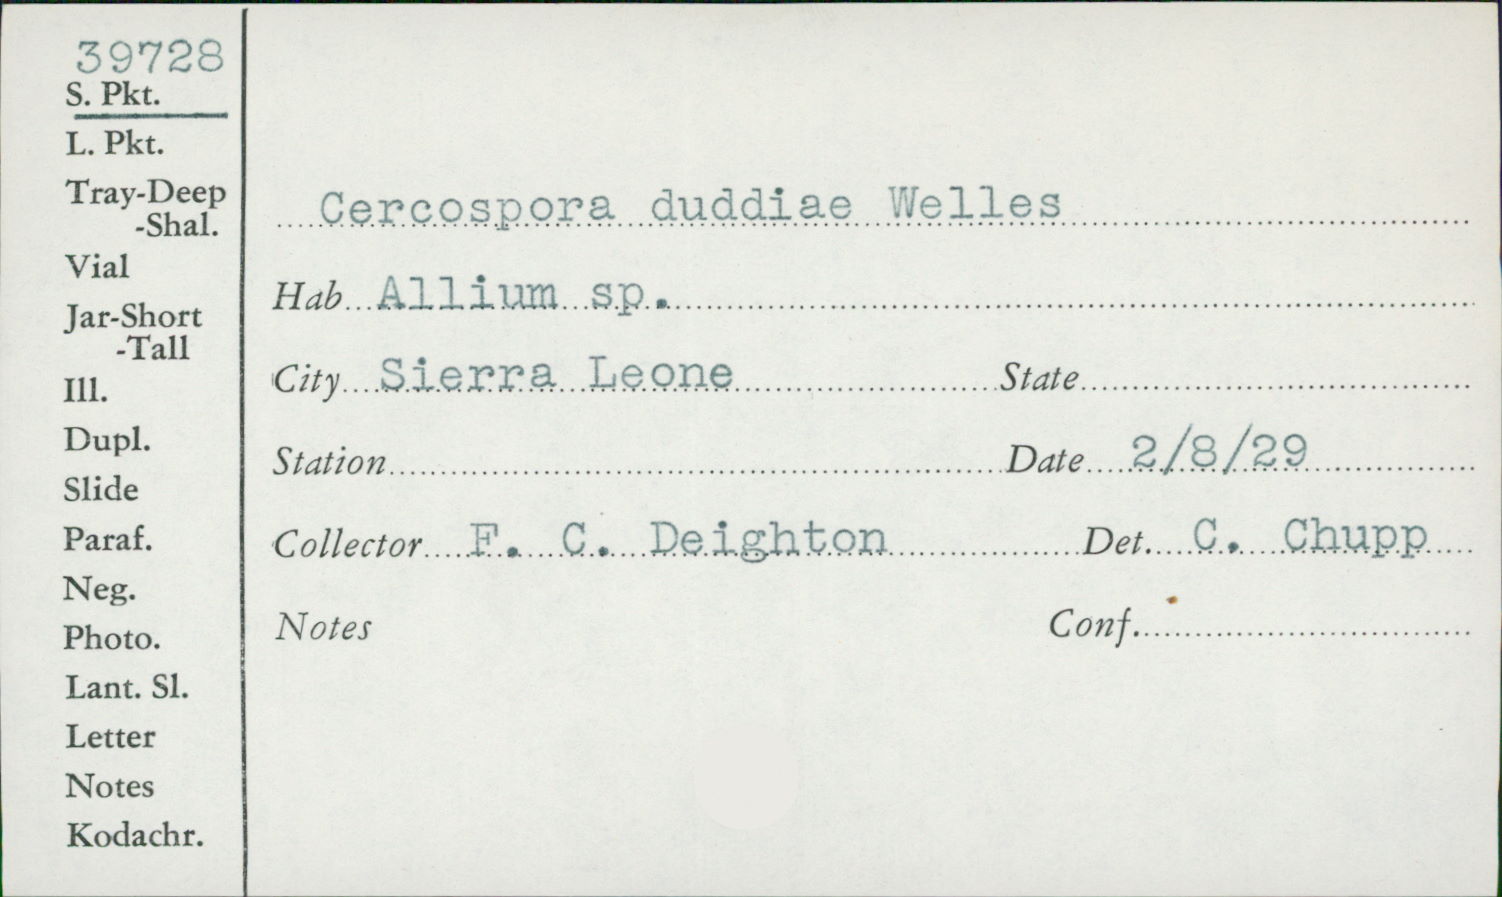 39728
S. Pkt.
L. Pkt.
Tray-Deep
-Shal.
Vial
Jar-Short
-Tall
Ill.
Dupl.
Slide
Paraf.
Neg.
Photo.
Lant. Sl.
Letter
Notes
Kodachr.
Cercospora duddiae Welles
Hab Allium sp.
City Sierra Leone State
Station Date 2/8/29
Collector F. C. Deighton Det. C. Chupp
Notes Conf.